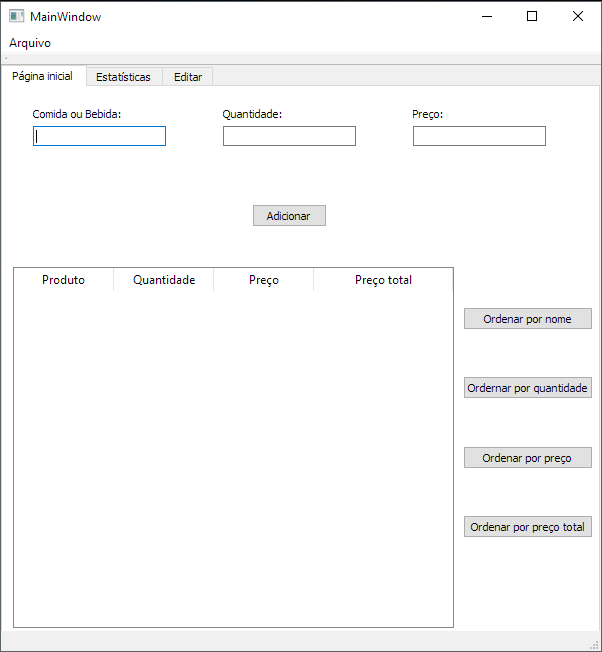 MainWindow
Arquivo
Página inicial Estatísticas Editar
Comida ou Bebida: Quantidade: Preço:
Adicionar
Produto Quantidade Preço Preço total
Ordenar por nome
Ordernar por quantidade
Ordenar por preço
Ordenar por preço total